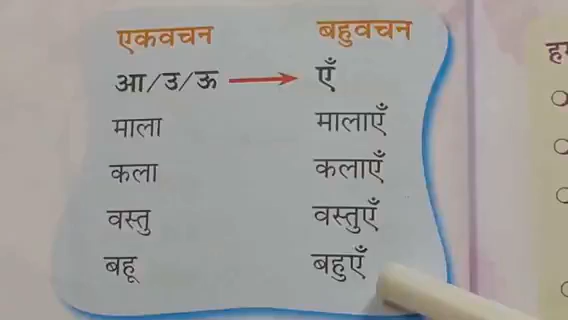 एकवचन बहुवचन
आ/उ/ऊ → एँ
माला मालाएँ
कला कलाएँ
वस्तु वस्तुएँ
बहू बहुएँ